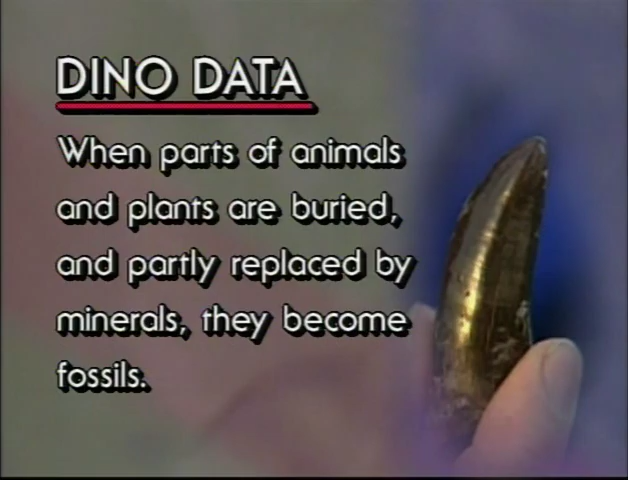 DINO DATA
When parts of animals
and plants are buried,
and partly replaced by
minerals, they become
fossils.